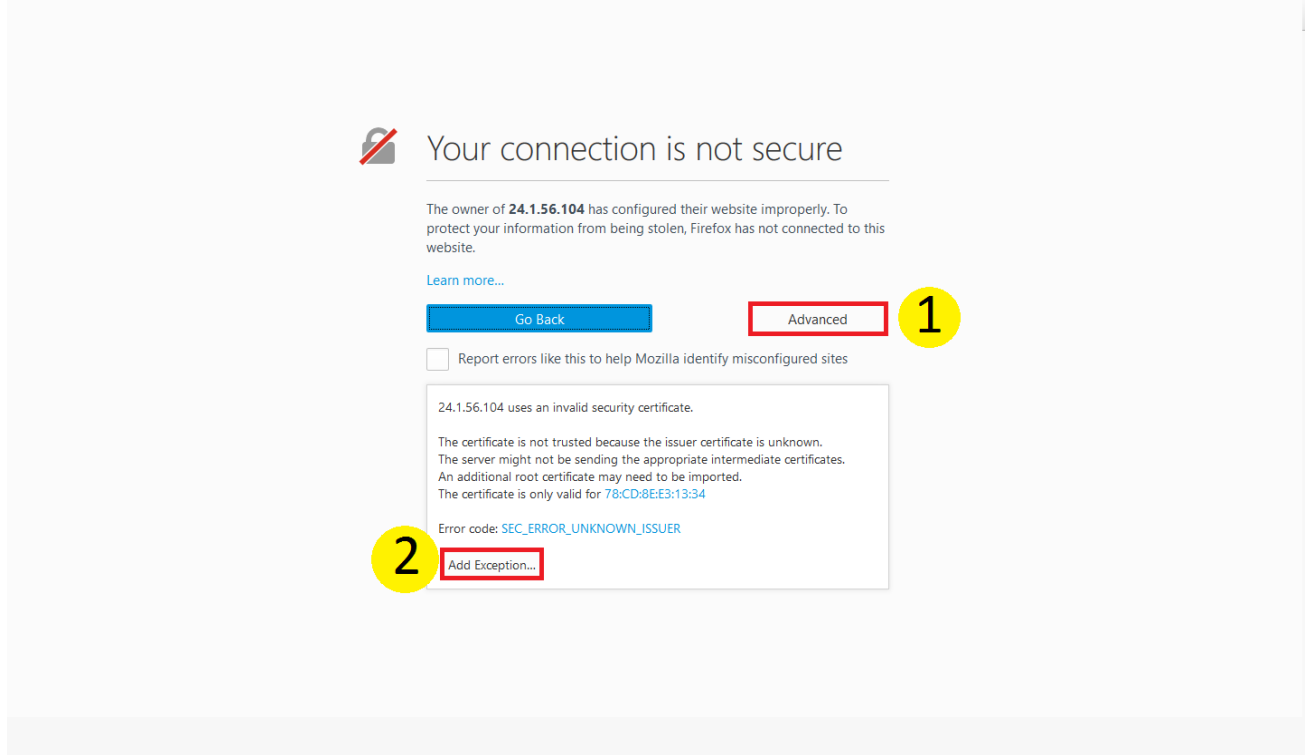 Your connection is not secure
The owner of 24.1.56.104 has configured their website improperly. To
protect your information from being stolen, Firefox has not connected to this
website.
Learn more...
Go Back
Advanced
1
Report errors like this to help Mozilla identify misconfigured sites
24.1.56.104 uses an invalid security certificate.
The certificate is not trusted because the issuer certificate is unknown.
The server might not be sending the appropriate intermediate certificates.
An additional root certificate may need to be imported.
The certificate is only valid for 78:CD:8E:E3:13:34
Error code: SEC_ERROR_UNKNOWN_ISSUER
2
Add Exception...